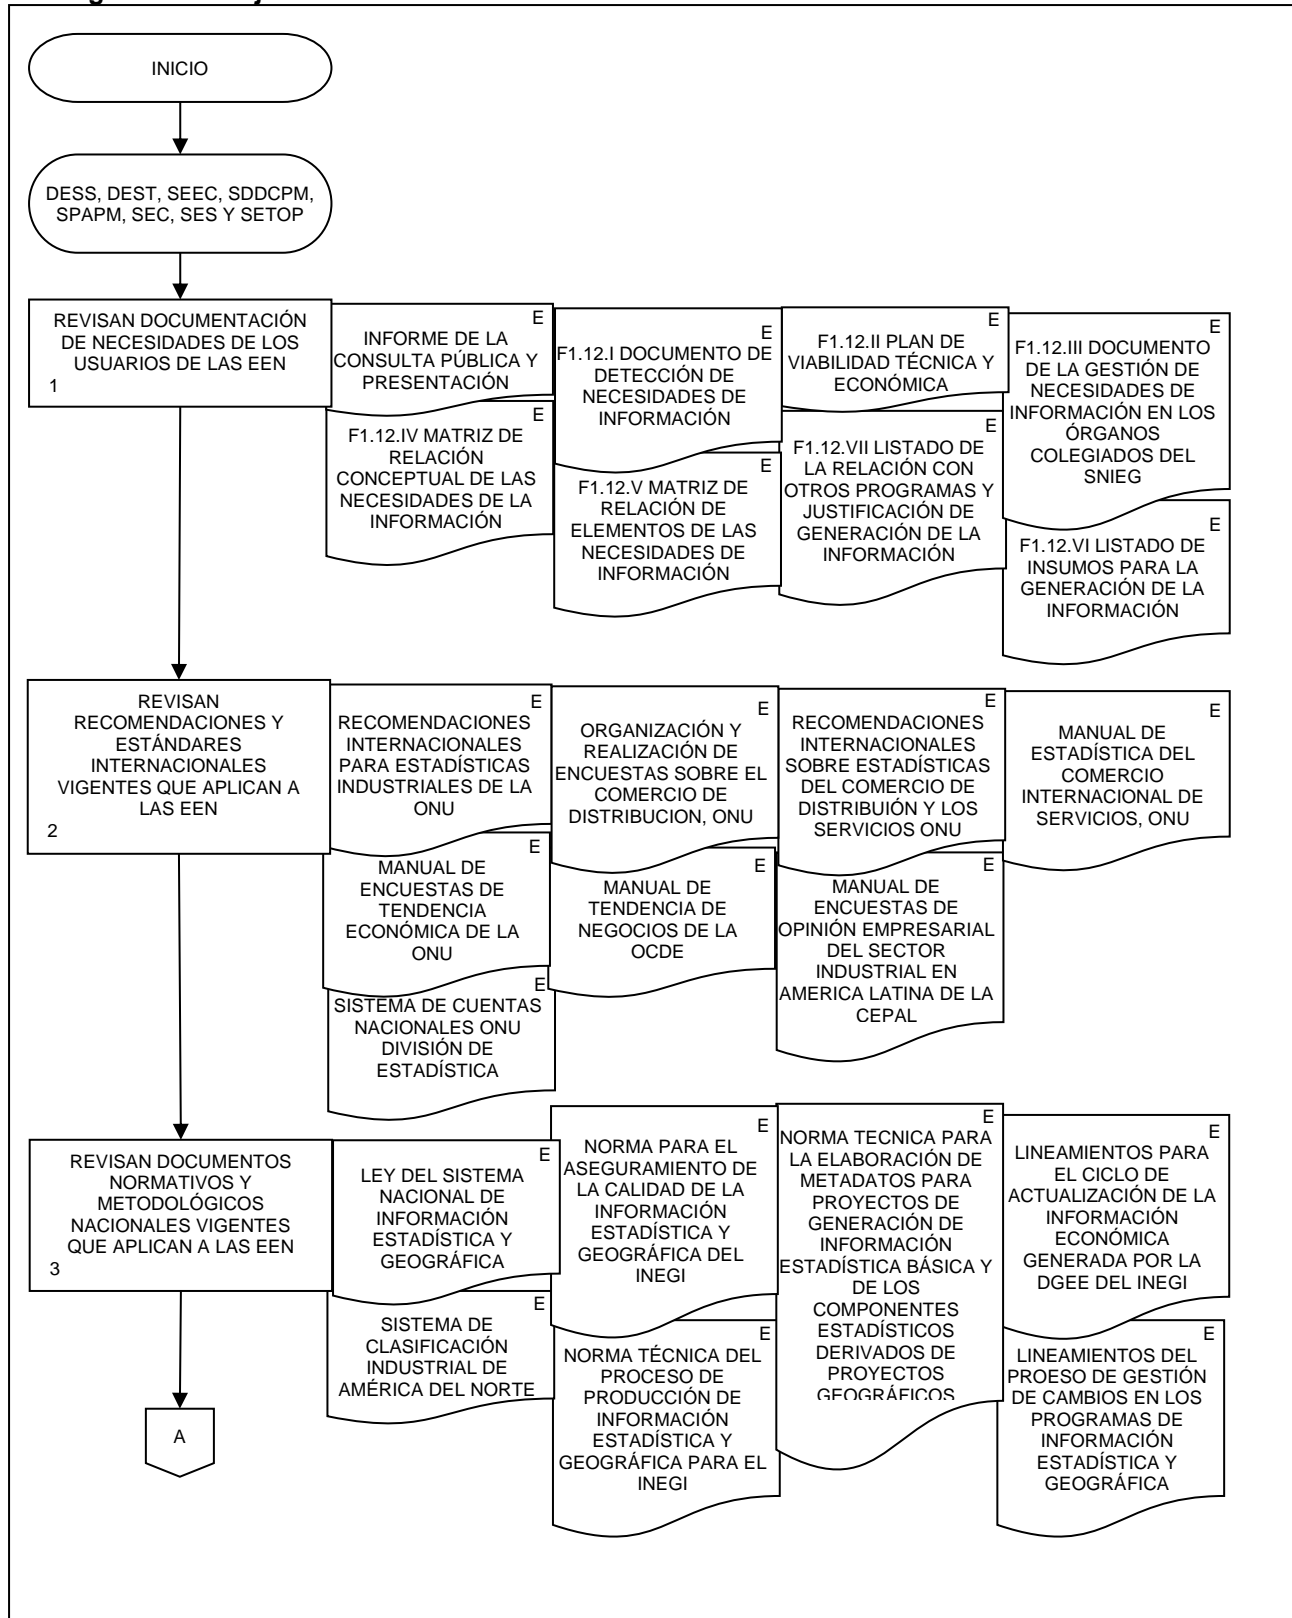 INICIO
DESS, DEST, SEEC, SDDCPM,
SPAPM, SEC, SES Y SETOP
REVISAN DOCUMENTACIÓN
DE NECESIDADES DE LOS
USUARIOS DE LAS EEN
1
E
INFORME DE LA
CONSULTA PÚBLICA Y
PRESENTACIÓN
E
F1.12.I DOCUMENTO DE
DETECCIÓN DE
NECESIDADES DE
INFORMACIÓN
E
F1.12.II PLAN DE
VIABILIDAD TÉCNICA Y
ECONÓMICA
E
F1.12.III DOCUMENTO
DE LA GESTIÓN DE
NECESIDADES DE
INFORMACIÓN EN LOS
ÓRGANOS
COLEGIADOS DEL
SNIEG
E
F1.12.IV MATRIZ DE
RELACIÓN
CONCEPTUAL DE LAS
NECESIDADES DE LA
INFORMACIÓN
E
F1.12.V MATRIZ DE
RELACIÓN DE
ELEMENTOS DE LAS
NECESIDADES DE
INFORMACIÓN
E
F1.12.VII LISTADO DE
LA RELACIÓN CON
OTROS PROGRAMAS Y
JUSTIFICACIÓN DE
GENERACIÓN DE LA
INFORMACIÓN
E
F1.12.VI LISTADO DE
INSUMOS PARA LA
GENERACIÓN DE LA
INFORMACIÓN
REVISAN
RECOMENDACIONES Y
ESTÁNDARES
INTERNACIONALES
VIGENTES QUE APLICAN A
LAS EEN
2
E
RECOMENDACIONES
INTERNACIONALES
PARA ESTADÍSTICAS
INDUSTRIALES DE LA
ONU
E
ORGANIZACIÓN Y
REALIZACIÓN DE
ENCUESTAS SOBRE EL
COMERCIO DE
DISTRIBUCION, ONU
E
RECOMENDACIONES
INTERNACIONALES
SOBRE ESTADÍSTICAS
DEL COMERCIO DE
DISTRIBUIÓN Y LOS
SERVICIOS ONU
E
MANUAL DE
ESTADÍSTICA DEL
COMERCIO
INTERNACIONAL DE
SERVICIOS, ONU
E
MANUAL DE
ENCUESTAS DE
TENDENCIA
ECONÓMICA DE LA
ONU
E
MANUAL DE
TENDENCIA DE
NEGOCIOS DE LA
OCDE
E
MANUAL DE
ENCUESTAS DE
OPINIÓN EMPRESARIAL
DEL SECTOR
INDUSTRIAL EN
AMERICA LATINA DE LA
CEPAL
E
SISTEMA DE CUENTAS
NACIONALES ONU
DIVISIÓN DE
ESTADÍSTICA
REVISAN DOCUMENTOS
NORMATIVOS Y
METODOLÓGICOS
NACIONALES VIGENTES
QUE APLICAN A LAS EEN
3
E
LEY DEL SISTEMA
NACIONAL DE
INFORMACIÓN
ESTADÍSTICA Y
GEOGRÁFICA
E
NORMA PARA EL
ASEGURAMIENTO DE
LA CALIDAD DE LA
INFORMACIÓN
ESTADÍSTICA Y
GEOGRÁFICA DEL
INEGI
E
NORMA TECNICA PARA
LA ELABORACIÓN DE
METADATOS PARA
PROYECTOS DE
GENERACIÓN DE
INFORMACIÓN
ESTADÍSTICA BÁSICA Y
DE LOS
COMPONENTES
ESTADÍSTICOS
DERIVADOS DE
PROYECTOS
GEOGRÁFICOS
E
LINEAMIENTOS PARA
EL CICLO DE
ACTUALIZACIÓN DE LA
INFORMACIÓN
ECONÓMICA
GENERADA POR LA
DGEE DEL INEGI
E
SISTEMA DE
CLASIFICACIÓN
INDUSTRIAL DE
AMÉRICA DEL NORTE
E
NORMA TÉCNICA DEL
PROCESO DE
PRODUCCIÓN DE
INFORMACIÓN
ESTADÍSTICA Y
GEOGRÁFICA PARA EL
INEGI
E
LINEAMIENTOS DEL
PROESO DE GESTIÓN
DE CAMBIOS EN LOS
PROGRAMAS DE
INFORMACIÓN
ESTADÍSTICA Y
GEOGRÁFICA
A